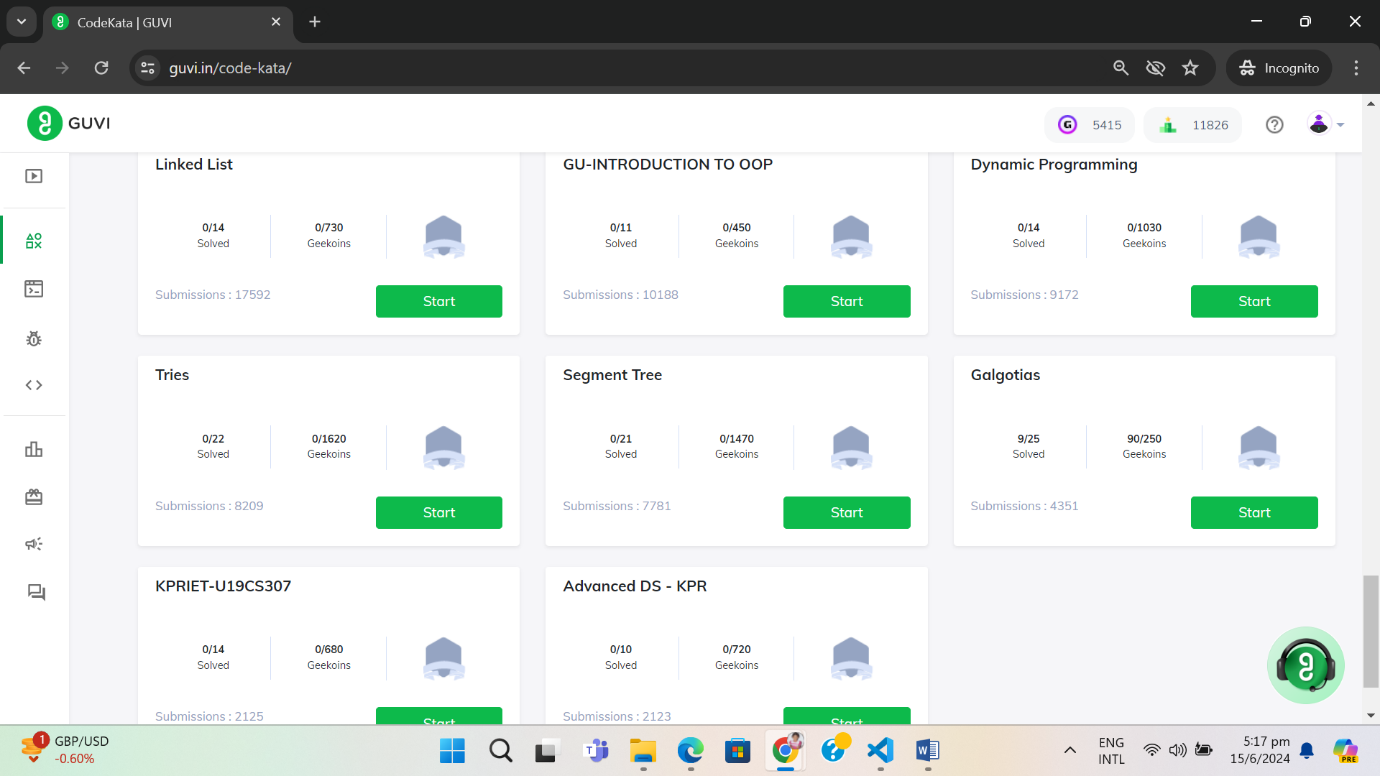 CodeKata | GUVI
guvi.in/code-kata/
Incognito
GUVI
5415
11826
Linked List
GU-INTRODUCTION TO OOP
Dynamic Programming
0/14
Solved
0/730
Geekoins
0/11
Solved
0/450
Geekoins
0/14
Solved
0/1030
Geekoins
Submissions : 17592
Start
Submissions : 10188
Start
Submissions : 9172
Start
Tries
Segment Tree
Galgotias
0/22
Solved
0/1620
Geekoins
0/21
Solved
0/1470
Geekoins
9/25
Solved
90/250
Geekoins
Submissions : 8209
Start
Submissions : 7781
Start
Submissions : 4351
Start
KPRIET-U19CS307
Advanced DS - KPR
0/14
Solved
0/680
Geekoins
0/10
Solved
0/720
Geekoins
Submissions : 2125
Start
Submissions : 2123
Start
1
GBP/USD
-0.60%
ENG
INTL
5:17 pm
15/6/2024
PRE